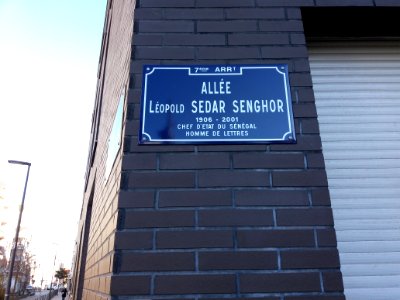 7ÈME ARRT
ALLÉE
LÉOPOLD SEDAR SENGHOR
1906 - 2001
CHEF D'ETAT DU SÉNÉGAL
HOMME DE LETTRES